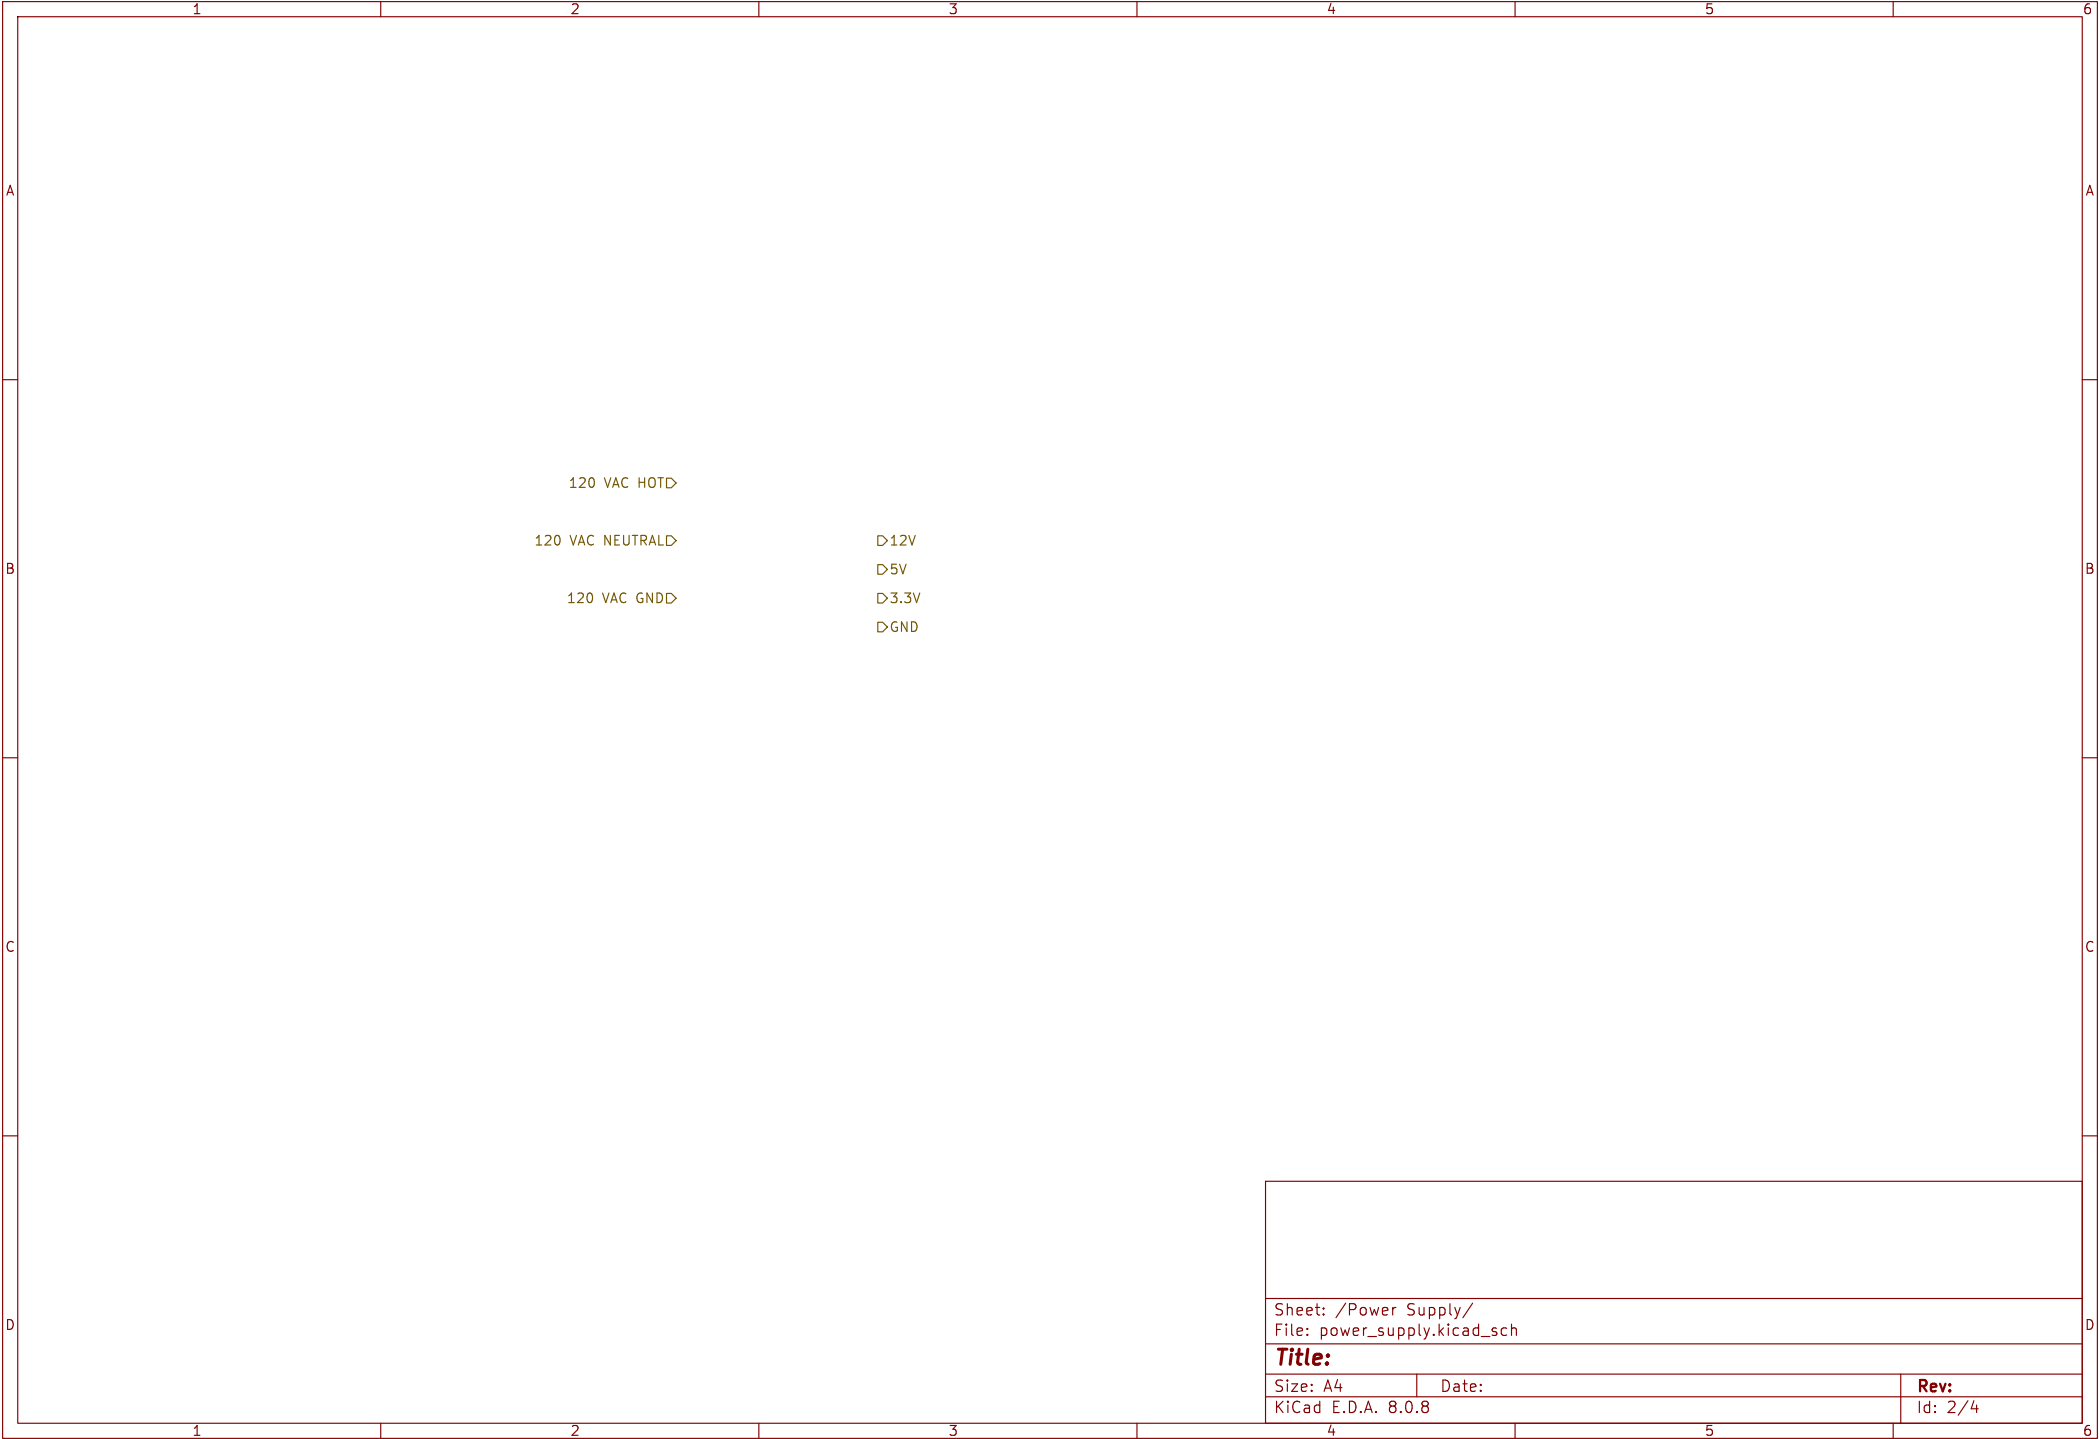 1 2 3 4 5 6
A A
120 VAC HOT
120 VAC NEUTRAL 12V
B 5V B
120 VAC GND 3.3V
GND
C C
Sheet: /Power Supply/
D File: power_supply.kicad_sch D
Title:
Size: A4 Date: Rev:
KiCad E.D.A. 8.0.8 Id: 2/4
1 2 3 4 5 6